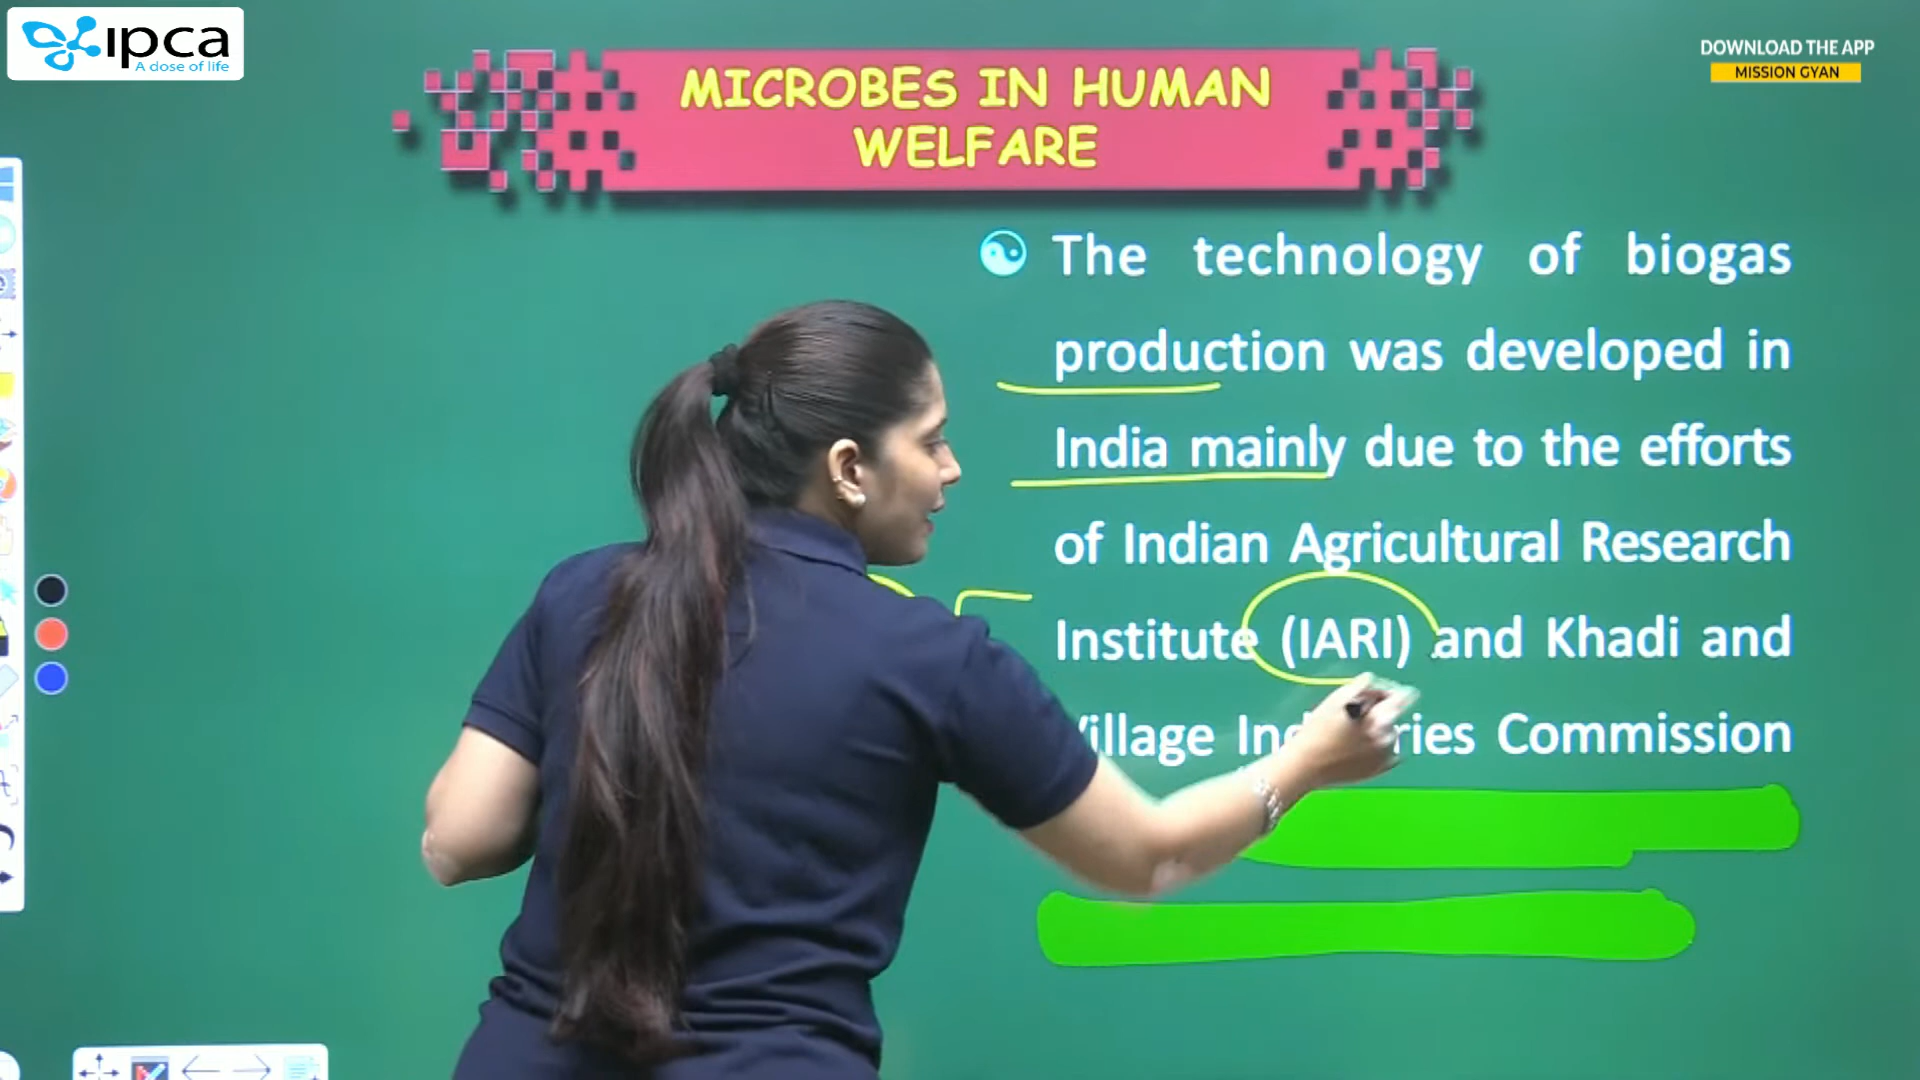 ipca
A dose of life
DOWNLOAD THE APP
MISSION GYAN
MICROBES IN HUMAN
WELFARE
The technology of biogas
production was developed in
India mainly due to the efforts
of Indian Agricultural Research
Institute (IARI) and Khadi and
Commission